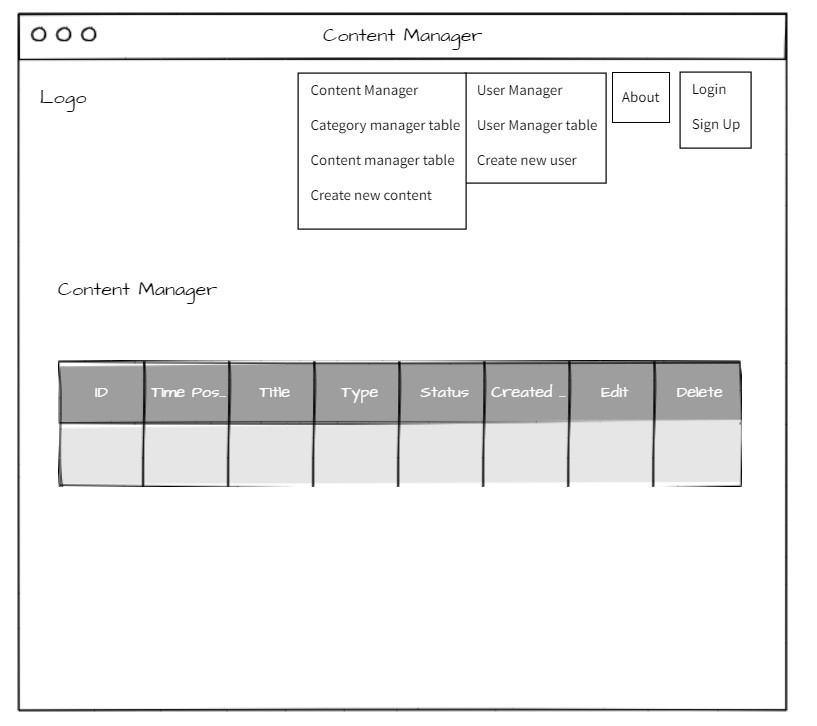 Content Manager
Logo
Content Manager
Category manager table
Content manager table
Create new content
User Manager
User Manager table
Create new user
About
Login
Sign Up
Content Manager
ID Time Pos... Title Type Status Created ... Edit Delete